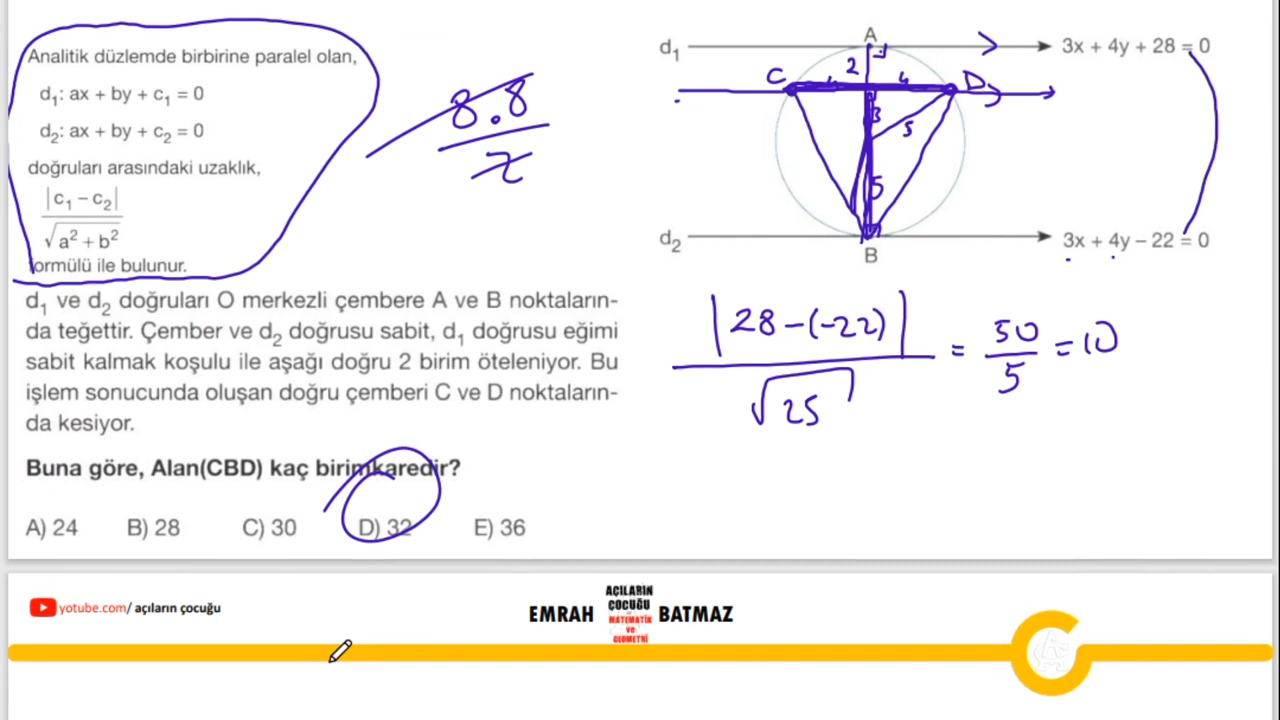 Analitik düzlemde birbirine paralel olan,
d₁: ax + by + c₁ = 0
d₂: ax + by + c₂ = 0
doğruları arasındaki uzaklık,
|c₁ – c₂|
√a² + b²
formülü ile bulunur.
8.8
2
d₁ ve d₂ doğruları O merkezli çembere A ve B noktaların-
da teğettir. Çember ve d₂ doğrusu sabit, d₁ doğrusu eğimi
sabit kalmak koşulu ile aşağı doğru 2 birim öteleniyor. Bu
işlem sonucunda oluşan doğru çemberi C ve D noktaların-
da kesiyor.
Buna göre, Alan(CBD) kaç birimkaredir?
A) 24 B) 28 C) 30 D) 32 E) 36
d₁ A 3x + 4y + 28 = 0
2
C 4 4 D
3
5
5
d₂ B 3x + 4y – 22 = 0
|28-(-22)| = 50 = 10
√25 5
yotube.com/ açıların çocuğu
EMRAH
AÇILARIN
ÇOCUĞU
MATEMATİK
ve
GEOMETRİ
BATMAZ